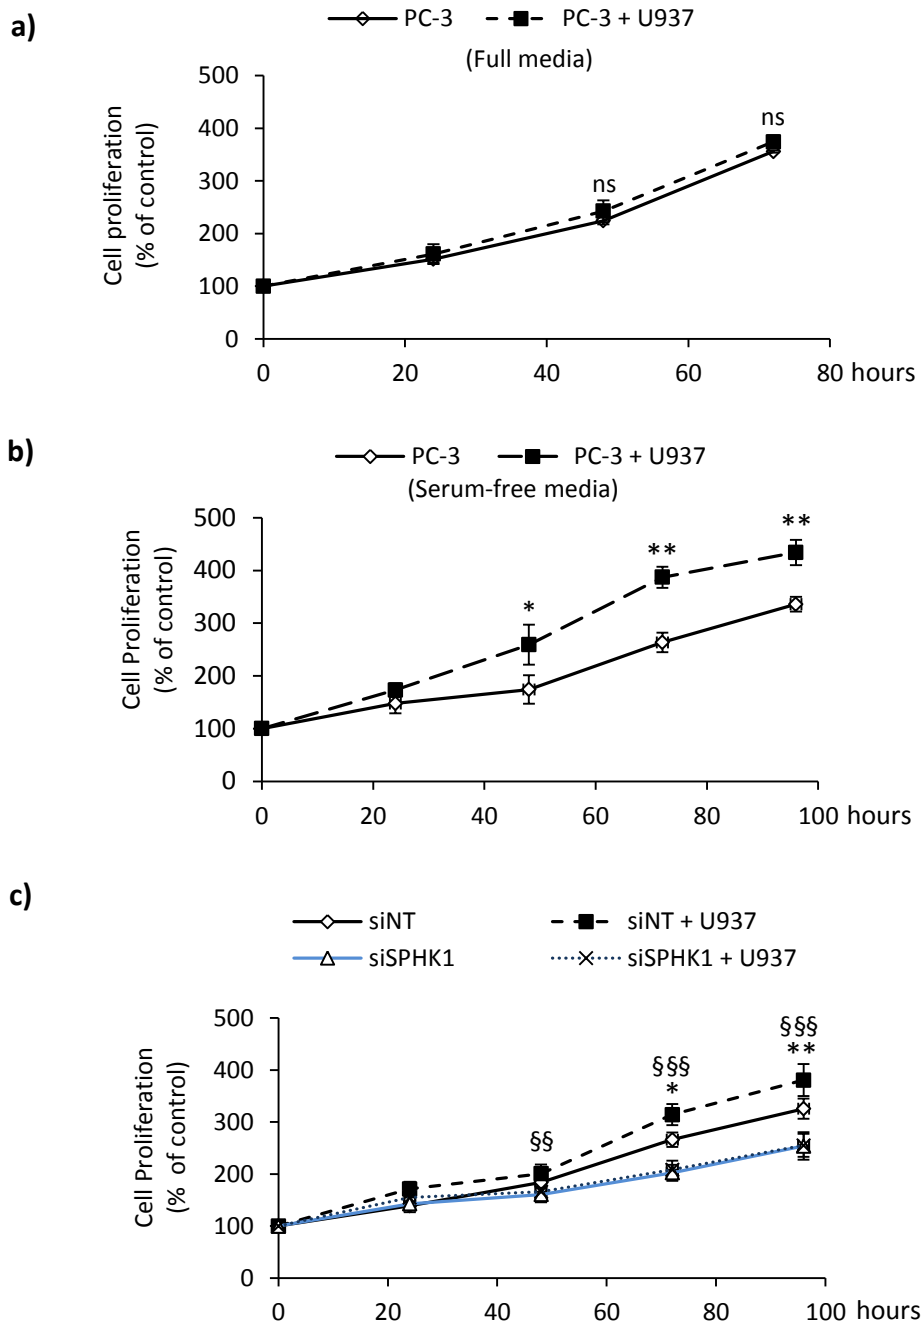 a)
PC-3 PC-3 + U937
(Full media)
Cell proliferation
(% of control)
500
400
300
200
100
0
ns
ns
0 20 40 60 80 hours
b)
PC-3 PC-3 + U937
(Serum-free media)
Cell Proliferation
(% of control)
500
400
300
200
100
0
*
**
**
0 20 40 60 80 100 hours
c)
siNT siNT + U937
siSPHK1 siSPHK1 + U937
Cell Proliferation
(% of control)
500
400
300
200
100
0
§§
§§§
*
§§§
**
0 20 40 60 80 100 hours